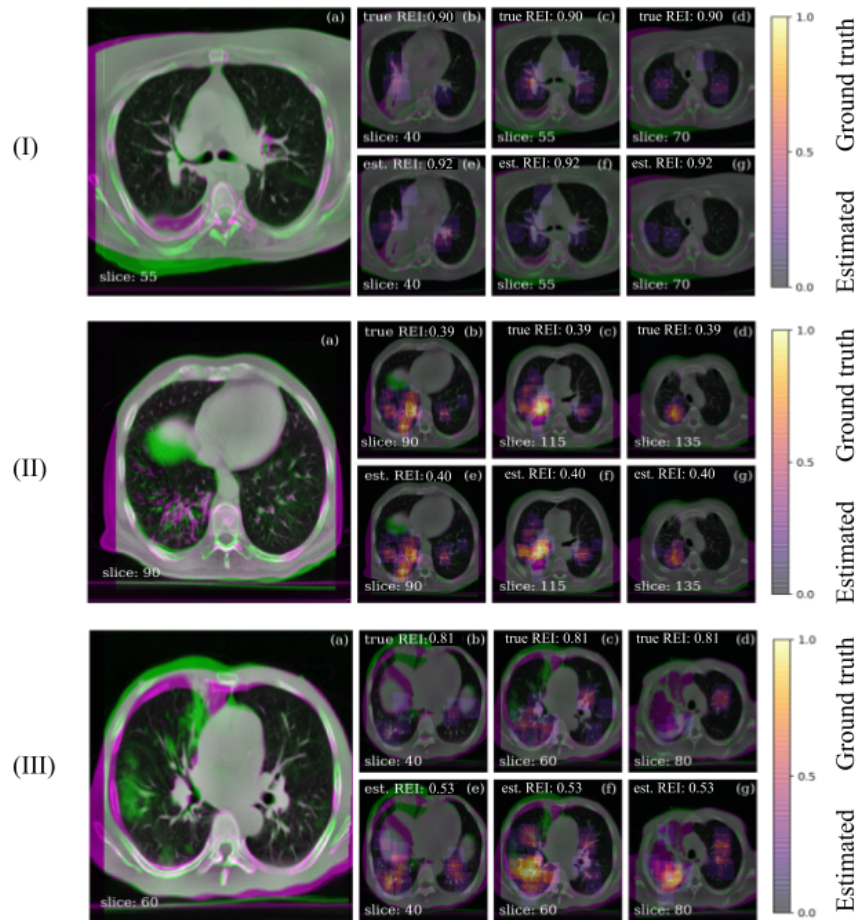 (I)
(a)
slice: 55
true REI:0.90 (b)
slice: 40
true REI:0.90 (c)
slice: 55
true REI:0.90 (d)
slice: 70
est. REI: 0.92 (e)
slice: 40
est. REI: 0.92 (f)
slice: 55
est. REI: 0.92 (g)
slice: 70
1.0
0.5
0.0
Ground truth
Estimated
(II)
(a)
slice: 90
true REI:0.39 (b)
slice: 90
true REI: 0.39 (c)
slice: 115
true REI: 0.39 (d)
slice: 135
est. REI: 0.40 (e)
slice: 90
est. REI: 0.40 (f)
slice: 115
est. REI: 0.40 (g)
slice: 135
1.0
0.5
0.0
Ground truth
Estimated
(III)
(a)
slice: 60
true REI:0.81 (b)
slice: 40
true REI: 0.81 (c)
slice: 60
true REI: 0.81 (d)
slice: 80
est. REI: 0.53 (e)
slice: 40
est. REI: 0.53 (f)
slice: 60
est. REI: 0.53 (g)
slice: 80
1.0
0.5
0.0
Ground truth
Estimated